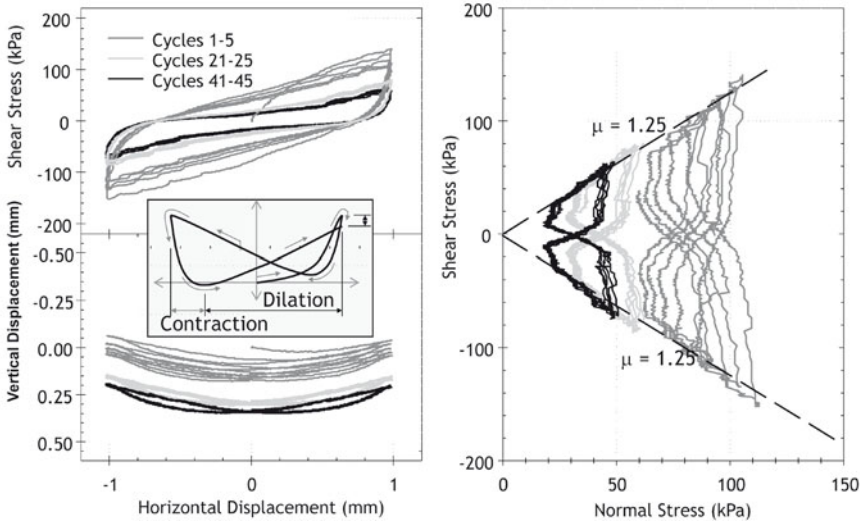 200
100
0
-100
-200
-0.50
-0.25
0.00
0.25
0.50
Shear Stress (kPa)
Vertical Displacement (mm)
Cycles 1-5
Cycles 21-25
Cycles 41-45
Dilation
Contraction
-1
0
1
Horizontal Displacement (mm)
200
100
0
-100
-200
Shear Stress (kPa)
μ = 1.25
μ = 1.25
0
50
100
150
Normal Stress (kPa)